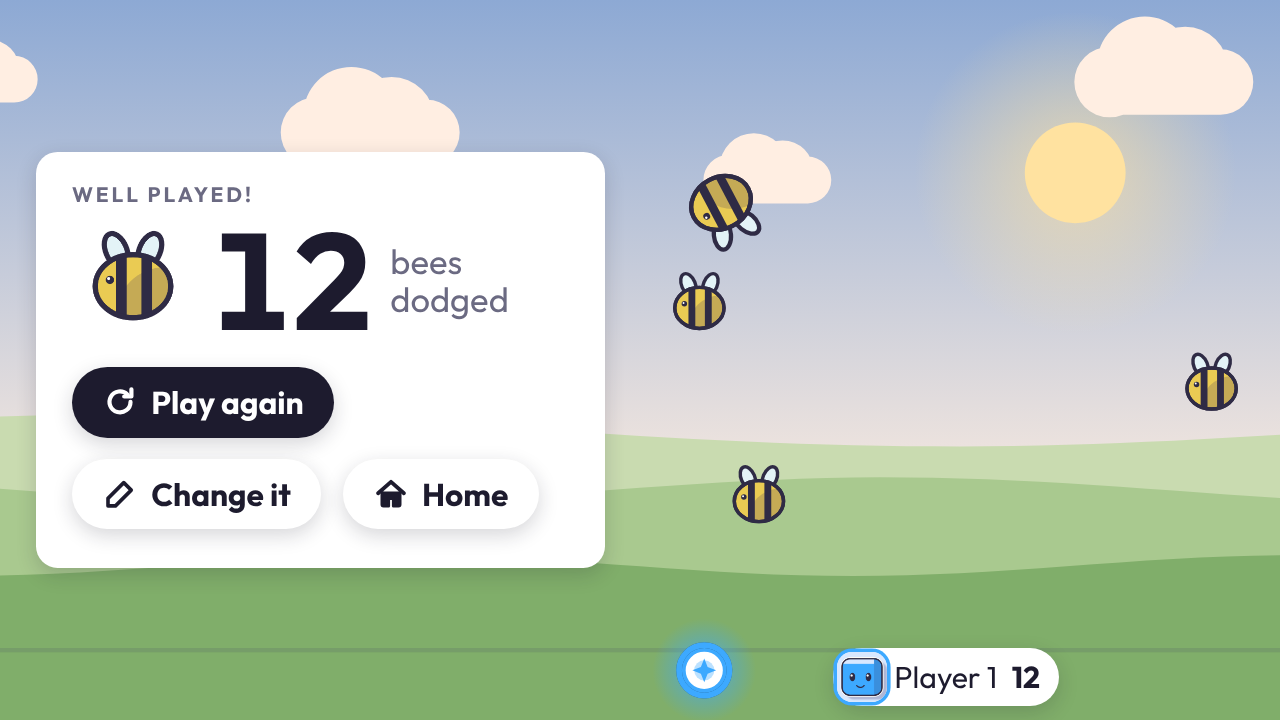 WELL PLAYED!
12
bees
dodged
Play again
Change it
Home
Player 1 12